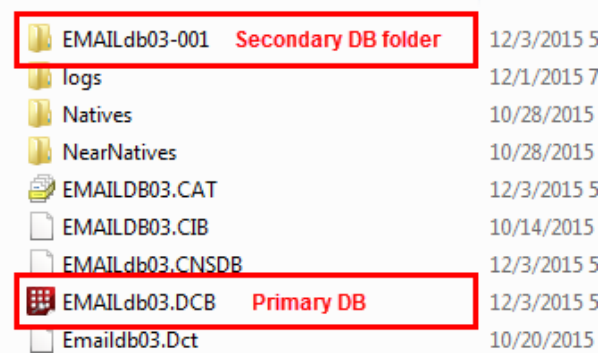 EMAILdb03-001 Secondary DB folder 12/3/2015 5
logs 12/1/2015 7
Natives 10/28/2015
NearNatives 10/28/2015
EMAILDB03.CAT 12/3/2015 5
EMAILDB03.CIB 10/14/2015
EMAILdb03.CNSDB 12/3/2015 5
EMAILdb03.DCB Primary DB 12/3/2015 5
Emaildb03.Dct 10/20/2015